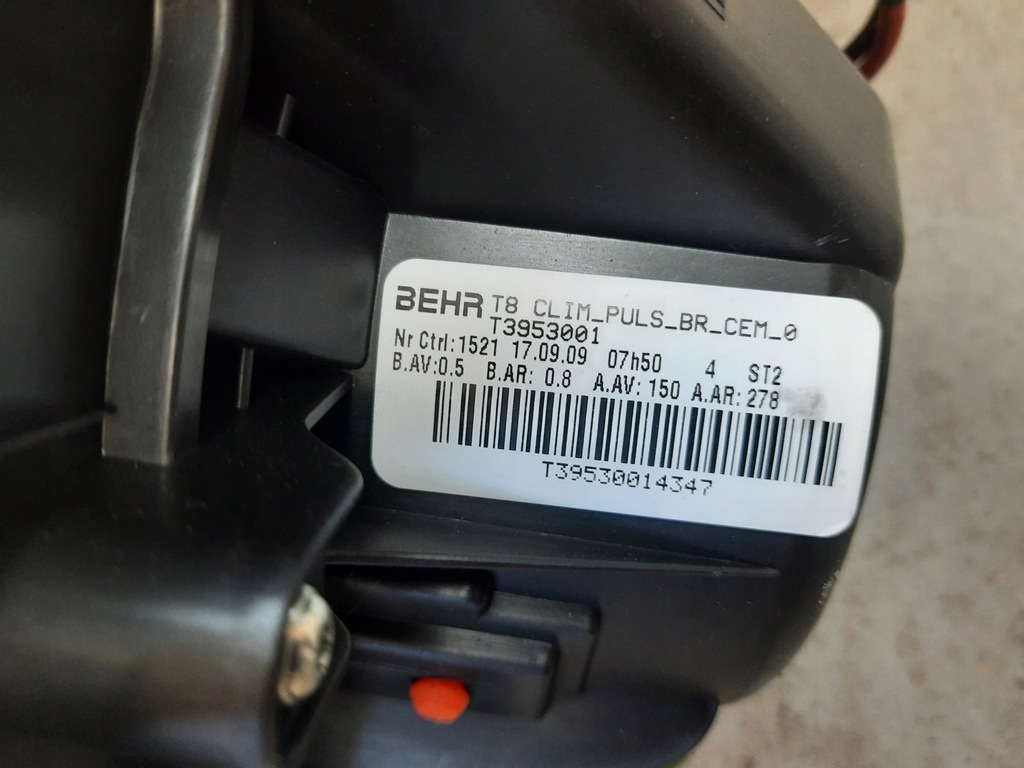 BEHR T8 CLIM_PULS_BR_CEM_0
T3953001
Nr Ctrl:1521 17.09.09 07h50 4 ST2
B.AV:0.5 B.AR: 0.8 A.AV: 150 A.AR: 278
T39530014347